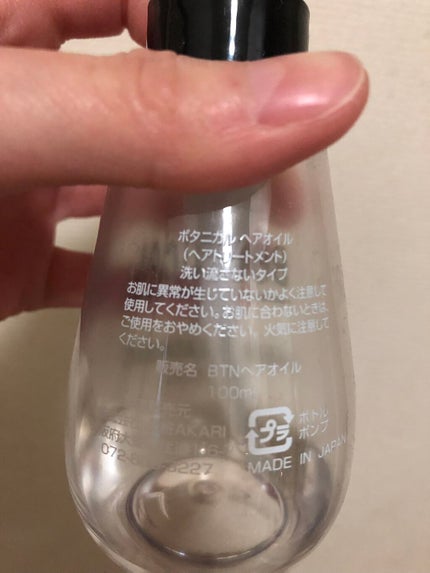 ボタニカル ヘアオイル
(ヘアトリートメント)
洗い流さないタイプ
お肌に異常が生じていないかよく注意して
使用してください。お肌に合わないときは、
ご使用をおやめください。火気に注意して
ください。
販売名 BTNヘアオイル
100m
元
AKARI
072-
227
プラ
ボトル
ポンプ
MADE IN JAPAN